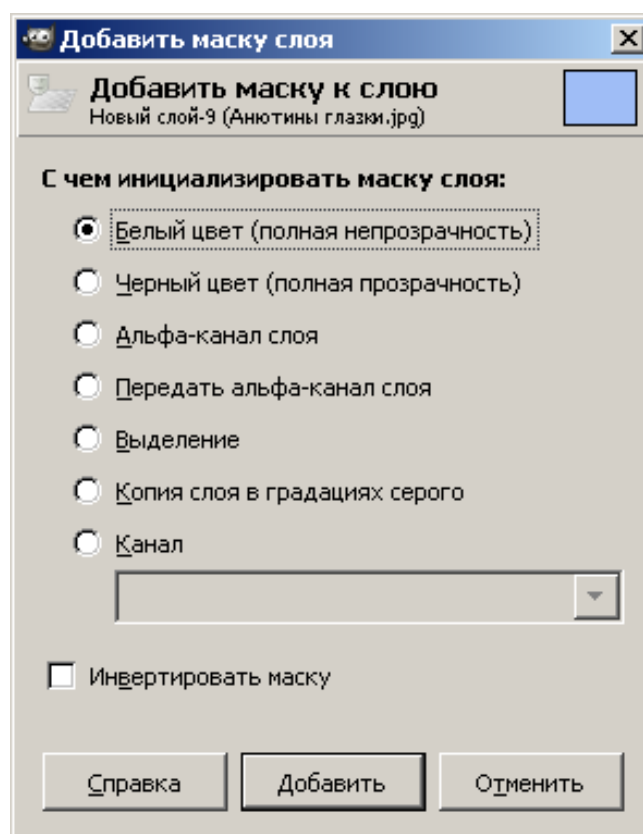 Добавить маску слоя
Добавить маску к слою
Новый слой-9 (Анютины глазки.jpg)
С чем инициализировать маску слоя:
Белый цвет (полная непрозрачность)
Черный цвет (полная прозрачность)
Альфа-канал слоя
Передать альфа-канал слоя
Выделение
Копия слоя в градациях серого
Канал
Инвертировать маску
Справка
Добавить
Отменить